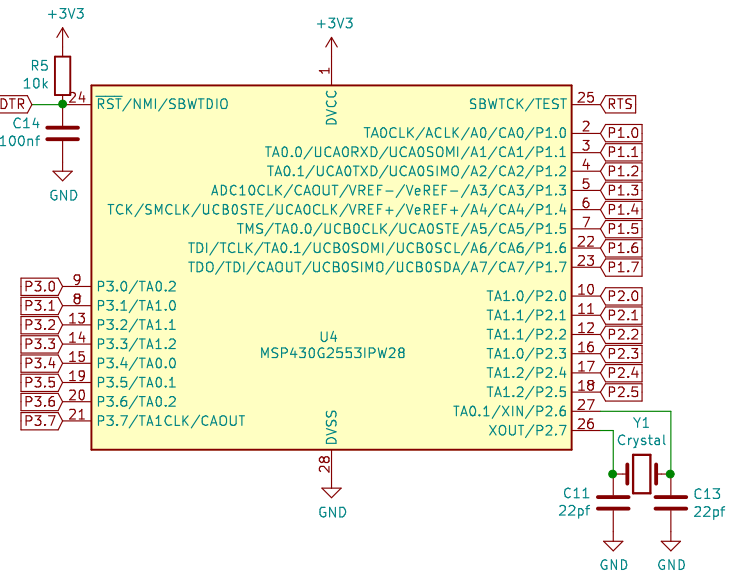 +3V3
+3V3
R5
10k
DTR
24
RST/NMI/SBWTDIO
C14
100nf
GND
1
DVCC
SBWTCK/TEST 25 RTS
TA0CLK/ACLK/A0/CA0/P1.0 2 P1.0
TA0.0/UCA0RXD/UCA0SOMI/A1/CA1/P1.1 3 P1.1
TA0.1/UCA0TXD/UCA0SIMO/A2/CA2/P1.2 4 P1.2
ADC10CLK/CAOUT/VREF-/VeREF-/A3/CA3/P1.3 5 P1.3
TCK/SMCLK/UCB0STE/UCA0CLK/VREF+/VeREF+/A4/CA4/P1.4 6 P1.4
TMS/TA0.0/UCB0CLK/UCA0STE/A5/CA5/P1.5 7 P1.5
TDI/TCLK/TA0.1/UCB0SOMI/UCB0SCL/A6/CA6/P1.6 22 P1.6
TDO/TDI/CAOUT/UCB0SIMO/UCB0SDA/A7/CA7/P1.7 23 P1.7
P3.0 9 P3.0/TA0.2
P3.1 8 P3.1/TA1.0
P3.2 13 P3.2/TA1.1
P3.3 14 P3.3/TA1.2
P3.4 15 P3.4/TA0.0
P3.5 19 P3.5/TA0.1
P3.6 20 P3.6/TA0.2
P3.7 21 P3.7/TA1CLK/CAOUT
U4
MSP430G2553IPW28
TA1.0/P2.0 10 P2.0
TA1.1/P2.1 11 P2.1
TA1.1/P2.2 12 P2.2
TA1.0/P2.3 16 P2.3
TA1.2/P2.4 17 P2.4
TA1.2/P2.5 18 P2.5
TA0.1/XIN/P2.6 27
XOUT/P2.7 26
DVSS
28
GND
Y1
Crystal
C11
22pf
C13
22pf
GND
GND